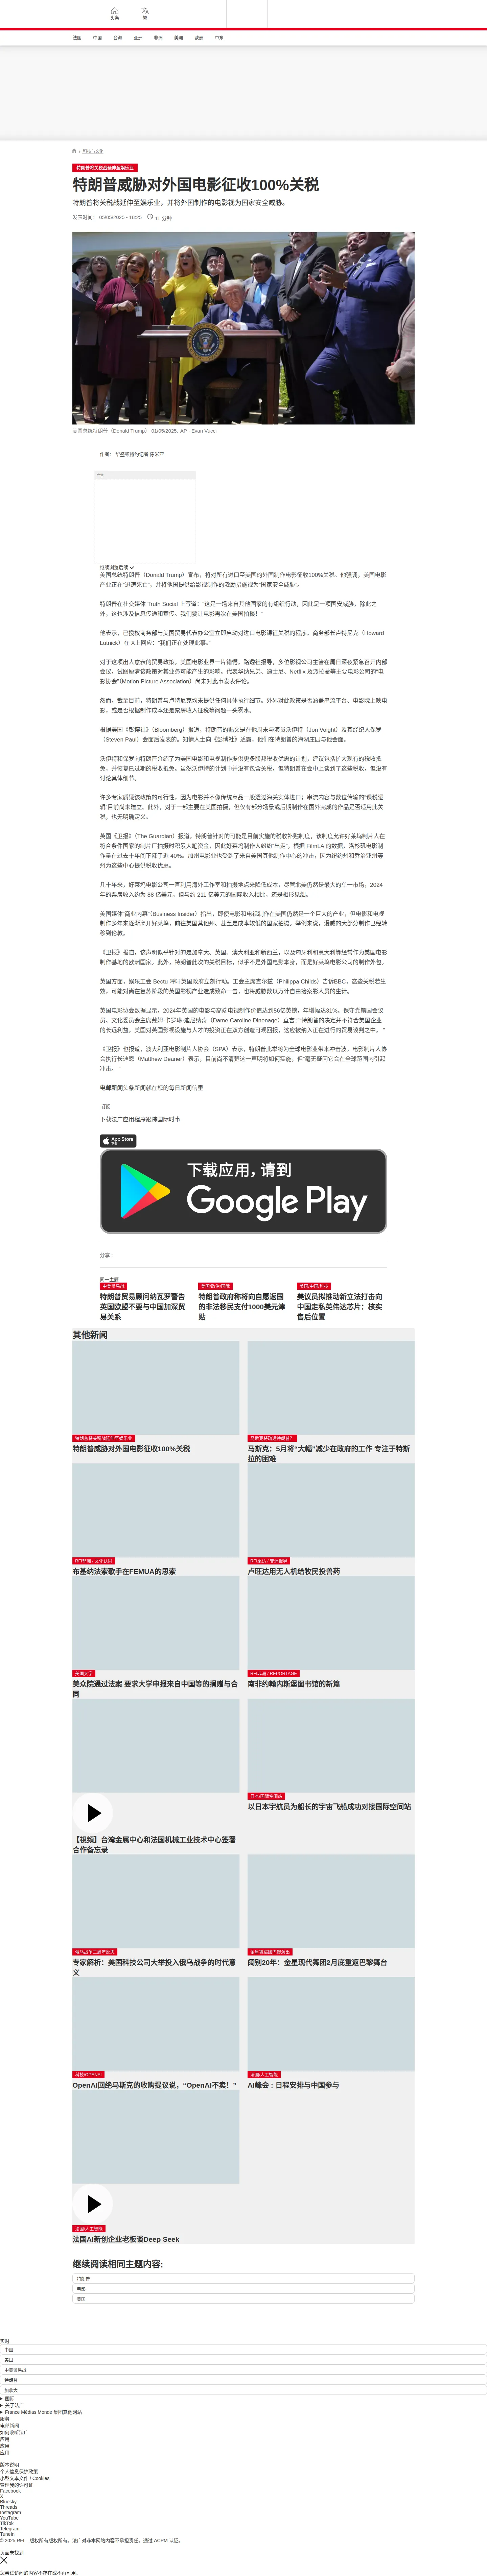 头条
繁
法国
中国
台海
亚洲
非洲
美洲
欧洲
中东
/ 科技与文化
特朗普将关税战延伸至娱乐业
特朗普威胁对外国电影征收100%关税
特朗普将关税战延伸至娱乐业，并将外国制作的电影视为国家安全威胁。
发表时间： 05/05/2025 - 18:25
11 分钟
美国总统特朗普（Donald Trump） 01/05/2025. AP - Evan Vucci
作者： 华盛顿特约记者 陈米亚
广告
继续浏览后续
美国总统特朗普（Donald Trump）宣布，将对所有进口至美国的外国制作电影征收100%关税。他强调，美国电影产业正在“迅速死亡”，并将他国提供给影视制作的激励措施视为“国家安全威胁”。
特朗普在社交媒体 Truth Social 上写道：“这是一场来自其他国家的有组织行动，因此是一项国安威胁，除此之外，这也涉及信息传递和宣传。我们要让电影再次在美国拍摄！”
他表示，已授权商务部与美国贸易代表办公室立即启动对进口电影课征关税的程序。商务部长卢特尼克（Howard Lutnick）在 X上回应：“我们正在处理此事。”
对于这项出人意表的贸易政策，美国电影业界一片错愕。路透社报导，多位影视公司主管在周日深夜紧急召开内部会议，试图厘清该政策对其业务可能产生的影响。代表华纳兄弟、迪士尼、Netflix 及派拉蒙等主要电影公司的“电影协会”（Motion Picture Association）尚未对此事发表评论。
然而，截至目前，特朗普与卢特尼克均未提供任何具体执行细节。外界对此政策是否涵盖串流平台、电影院上映电影，或是否根据制作成本还是票房收入征税等问题一头雾水。
根据美国《彭博社》（Bloomberg）报道，特朗普的贴文是在他周末与演员沃伊特（Jon Voight）及其经纪人保罗（Steven Paul）会面后发表的。知情人士向《彭博社》透露，他们在特朗普的海湖庄园与他会面。
沃伊特和保罗向特朗普介绍了为美国电影和电视制作提供更多联邦税收优惠的计划，建议包括扩大现有的税收抵免，并恢复已过期的税收抵免。虽然沃伊特的计划中并没有包含关税，但特朗普在会中上谈到了这些税收，但没有讨论具体细节。
许多专家质疑该政策的可行性，因为电影并不像传统商品一般透过海关实体进口；串流内容与数位传输的“课税逻辑”目前尚未建立。此外，对于一部主要在美国拍摄，但仅有部分场景或后期制作在国外完成的作品是否适用此关税，也无明确定义。
英国《卫报》（The Guardian）报道，特朗普针对的可能是目前实施的税收补贴制度，该制度允许好莱坞制片人在符合条件国家的制片厂拍摄时积累大笔资金，因此好莱坞制作人纷纷“出走”。根据 FilmLA 的数据，洛杉矶电影制作量在过去十年间下降了近 40%。加州电影业也受到了来自美国其他制作中心的冲击，因为纽约州和乔治亚州等州为这些中心提供税收优惠。
几十年来，好莱坞电影公司一直利用海外工作室和拍摄地点来降低成本，尽管北美仍然是最大的单一市场，2024 年的票房收入约为 88 亿美元，但与约 211 亿美元的国际收入相比，还是相形见绌。
美国媒体“商业内幕”（Business Insider）指出，即使电影和电视制作在美国仍然是一个巨大的产业，但电影和电视制作多年来逐渐离开好莱坞，前往美国其他州、甚至是成本较低的国家拍摄。举例来说，漫威的大部分制作已经转移到伦敦。
《卫报》报道，该声明似乎针对的是加拿大、英国、澳大利亚和新西兰，以及匈牙利和意大利等经常作为美国电影制作基地的欧洲国家。此外，特朗普此次的关税目标，似乎不是外国电影本身，而是好莱坞电影公司的制作外包。
英国方面，娱乐工会 Bectu 呼吁英国政府立刻行动。工会主席查尔兹（Philippa Childs）告诉BBC，这些关税若生效，可能对尚在复苏阶段的英国影视产业造成致命一击，也将威胁数以万计自由接案影人员的生计。
英国电影协会数据显示，2024年英国的电影与高端电视制作价值达到56亿英镑，年增幅达31%。保守党籍国会议员、文化委员会主席戴姆·卡罗琳·迪尼纳奇（Dame Caroline Dinenage）直言：“特朗普的决定并不符合美国企业的长远利益，美国对英国影视设施与人才的投资正在双方创造可观回报，这应被纳入正在进行的贸易谈判之中。”
《卫报》也报道，澳大利亚电影制片人协会（SPA）表示，特朗普此举将为全球电影业带来冲击波。电影制片人协会执行长迪恩（Matthew Deaner）表示，目前尚不清楚这一声明将如何实施，但“毫无疑问它会在全球范围内引起冲击。”
电邮新闻头条新闻就在您的每日新闻信里
订阅
下载法广应用程序跟踪国际时事
App Store
下载
下载应用，请到
Google Play
分享 :
同一主题
中美贸易战
特朗普贸易顾问纳瓦罗警告英国欧盟不要与中国加深贸易关系
美国/政治/国际
特朗普政府称将向自愿返国的非法移民支付1000美元津贴
美国/中国/科技
美议员拟推动新立法打击向中国走私英伟达芯片：核实售后位置
其他新闻
特朗普将关税战延伸至娱乐业
特朗普威胁对外国电影征收100%关税
马斯克将疏远特朗普？
马斯克：5月将“大幅”减少在政府的工作 专注于特斯拉的困难
RFI非洲 / 文化认同
布基纳法索歌手在FEMUA的思索
RFI采访 / 非洲报导
卢旺达用无人机给牧民投兽药
美国大学
美众院通过法案 要求大学申报来自中国等的捐赠与合同
RFI非洲 / REPORTAGE
南非约翰内斯堡图书馆的新篇
【视频】台湾金属中心和法国机械工业技术中心签署合作备忘录
日本/国际空间站
以日本宇航员为船长的宇宙飞船成功对接国际空间站
俄乌战争三周年反思
专家解析：美国科技公司大举投入俄乌战争的时代意义
金星舞蹈团巴黎演出
阔别20年：金星现代舞团2月底重返巴黎舞台
科技/OPENAI
OpenAI回绝马斯克的收购提议说，“OpenAI不卖！”
法国/人工智能
AI峰会：日程安排与中国参与
法国/人工智能
法国AI新创企业老板谈Deep Seek
继续阅读相同主题内容:
特朗普
电影
美国
实时
中国
美国
中美贸易战
特朗普
加拿大
国际
关于法广
France Médias Monde 集团其他网站
服务
电邮新闻
如何收听法广
应用
应用
应用
版本说明
个人信息保护政策
小型文本文件 / Cookies
管理我的许可证
Facebook
X
Bluesky
Threads
Instagram
YouTube
TikTok
Telegram
TuneIn
© 2025 RFI – 版权所有版权所有。法广对非本网站内容不承担责任。通过 ACPM 认证。
页面未找到
您尝试访问的内容不存在或不再可用。